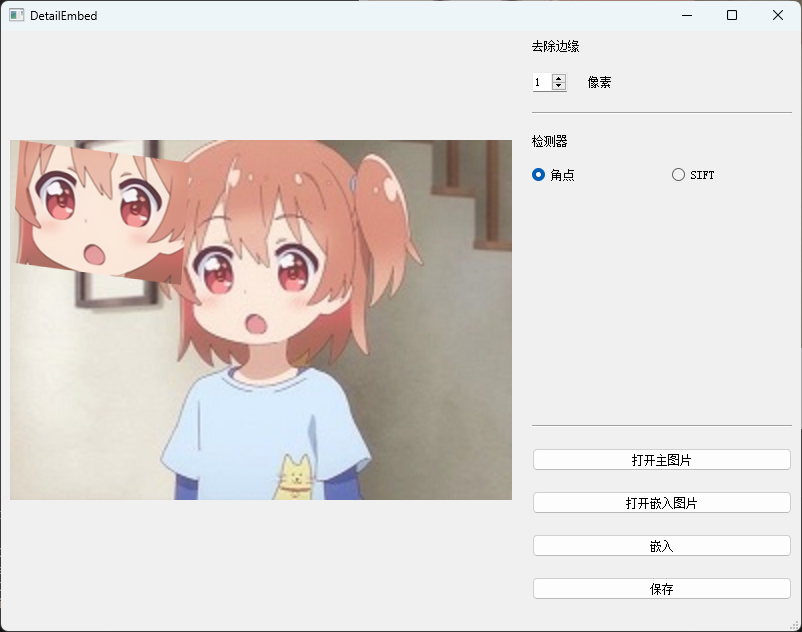 DetailEmbed
去除边缘
1 像素
检测器
角点 SIFT
打开主图片
打开嵌入图片
嵌入
保存